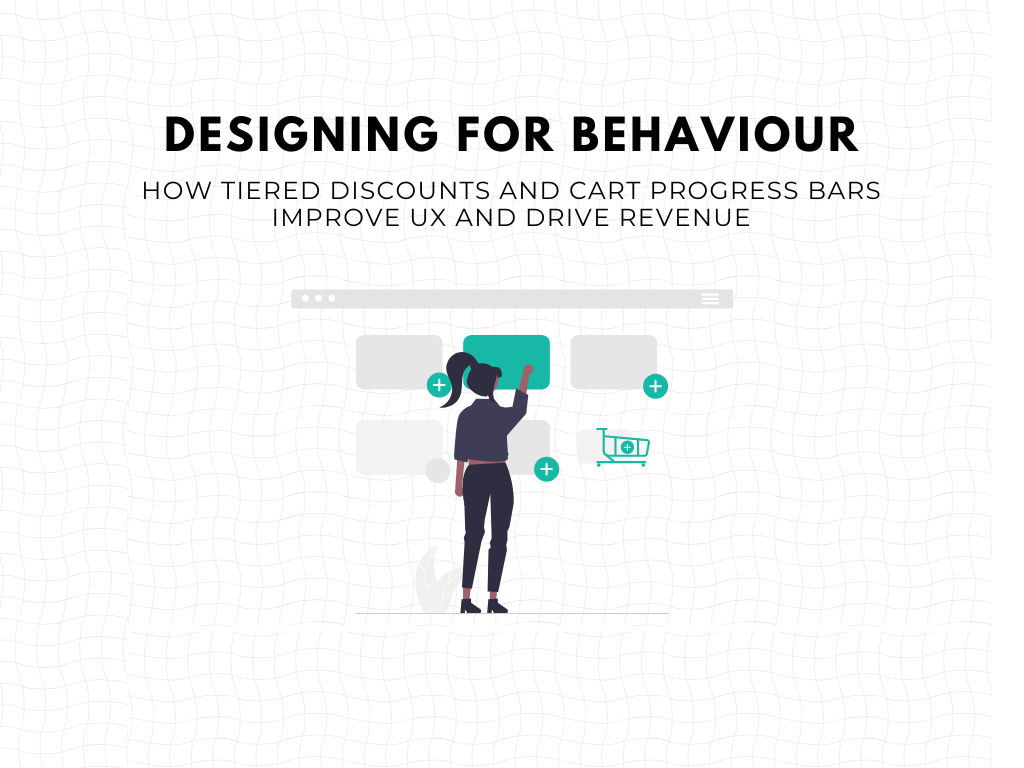 DESIGNING FOR BEHAVIOUR
HOW TIERED DISCOUNTS AND CART PROGRESS BARS
IMPROVE UX AND DRIVE REVENUE